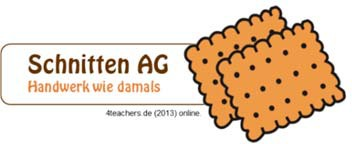 Schnitten AG
Handwerk wie damals
4teachers.de (2013) online.